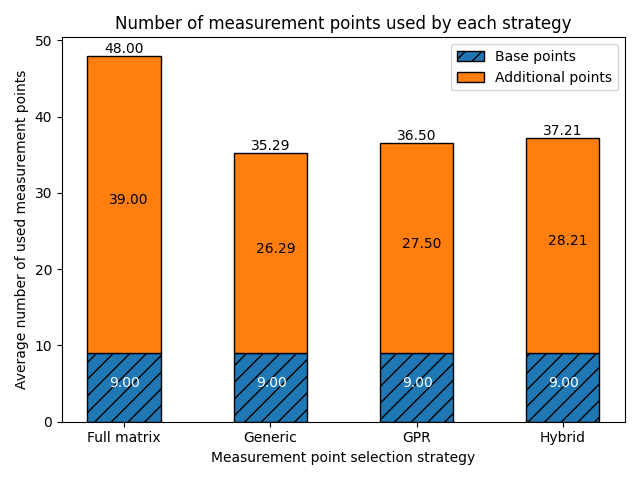 Number of measurement points used by each strategy
Average number of used measurement points
50
40
30
20
10
0
Base points
Additional points
48.00
35.29
36.50
37.21
39.00
26.29
27.50
28.21
9.00
9.00
9.00
9.00
Full matrix
Generic
GPR
Hybrid
Measurement point selection strategy